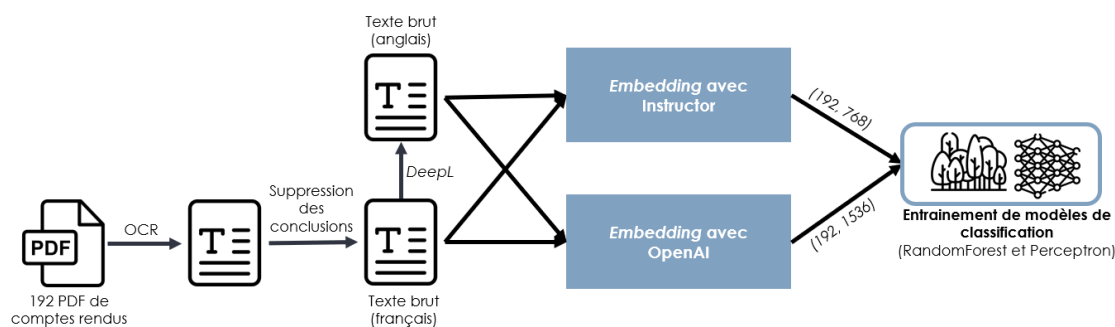 Texte brut
(anglais)
T
Embedding avec
Instructor
(192, 768)
DeepL
Suppression
des
conclusions
PDF
OCR
T
T
Embedding avec
OpenAI
(192, 1536)
Entrainement de modèles de
classification
(RandomForest et Perceptron)
192 PDF de
comptes rendus
Texte brut
(français)